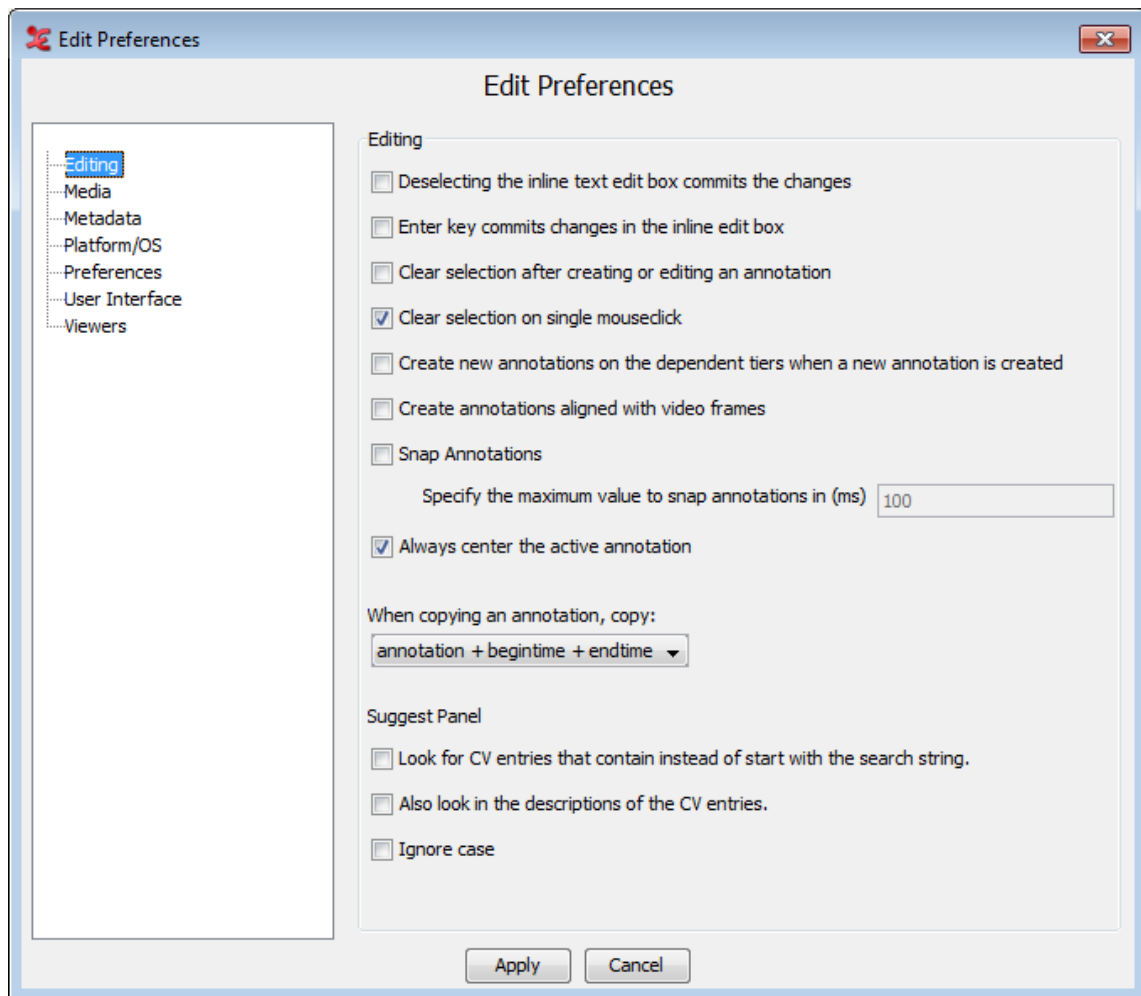 Edit Preferences
Edit Preferences
Editing
Media
Metadata
Platform/OS
Preferences
User Interface
Viewers
Editing
Deselecting the inline text edit box commits the changes
Enter key commits changes in the inline edit box
Clear selection after creating or editing an annotation
Clear selection on single mouseclick
Create new annotations on the dependent tiers when a new annotation is created
Create annotations aligned with video frames
Snap Annotations
Specify the maximum value to snap annotations in (ms) 100
Always center the active annotation
When copying an annotation, copy:
annotation + begintime + endtime
Suggest Panel
Look for CV entries that contain instead of start with the search string.
Also look in the descriptions of the CV entries.
Ignore case
Apply Cancel